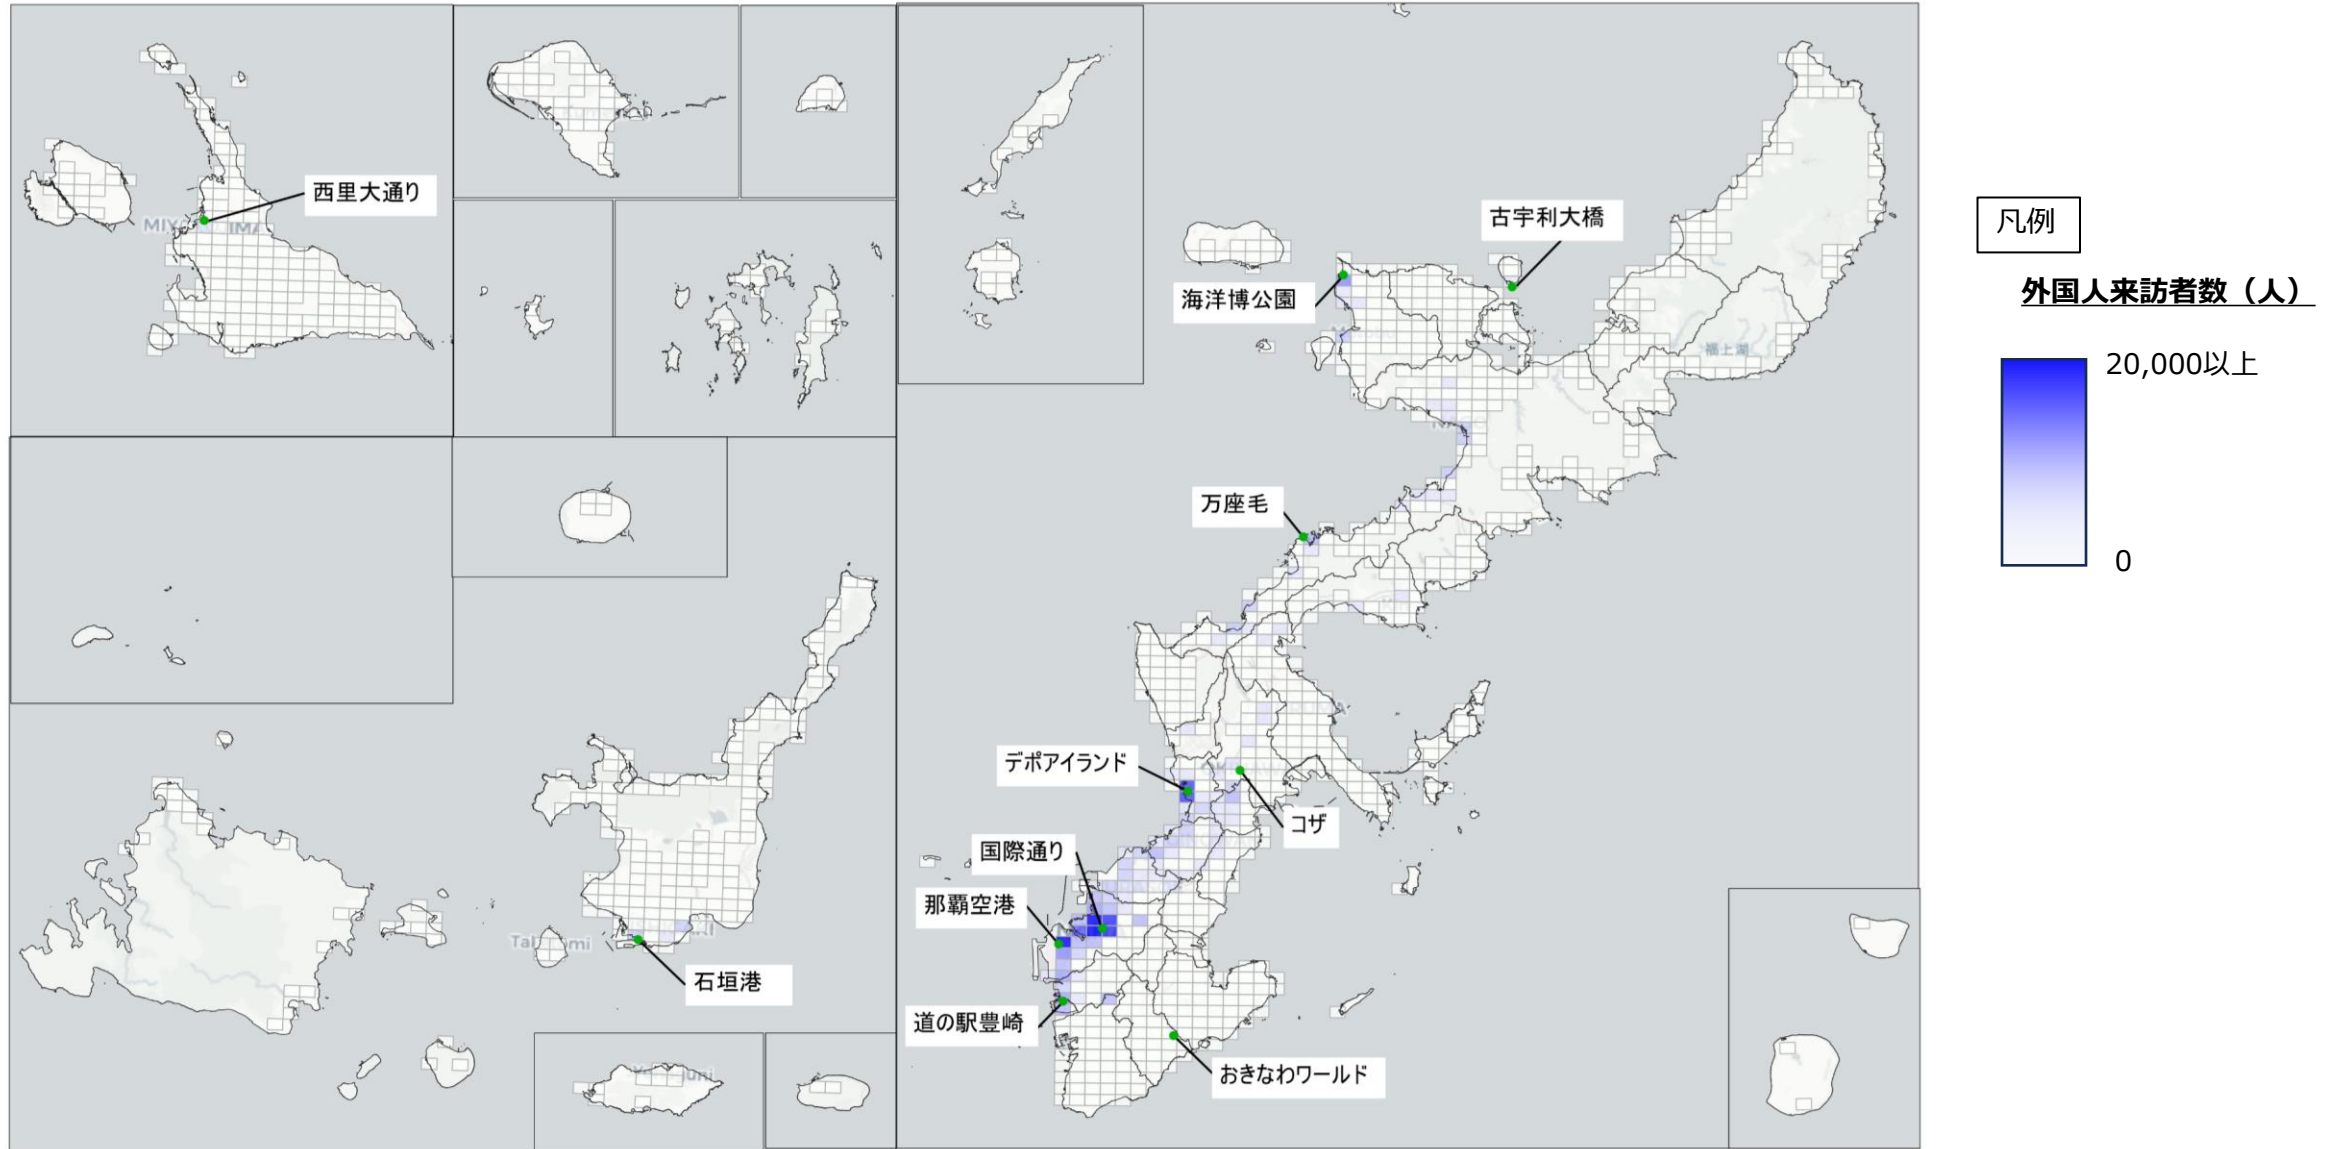 西里大通り
古宇利大橋
海洋博公園
福上湖
万座毛
デポアイランド
コザ
国際通り
那覇空港
道の駅豊崎
おきなわワールド
石垣港
凡例
外国人来訪者数（人）
20,000以上
0